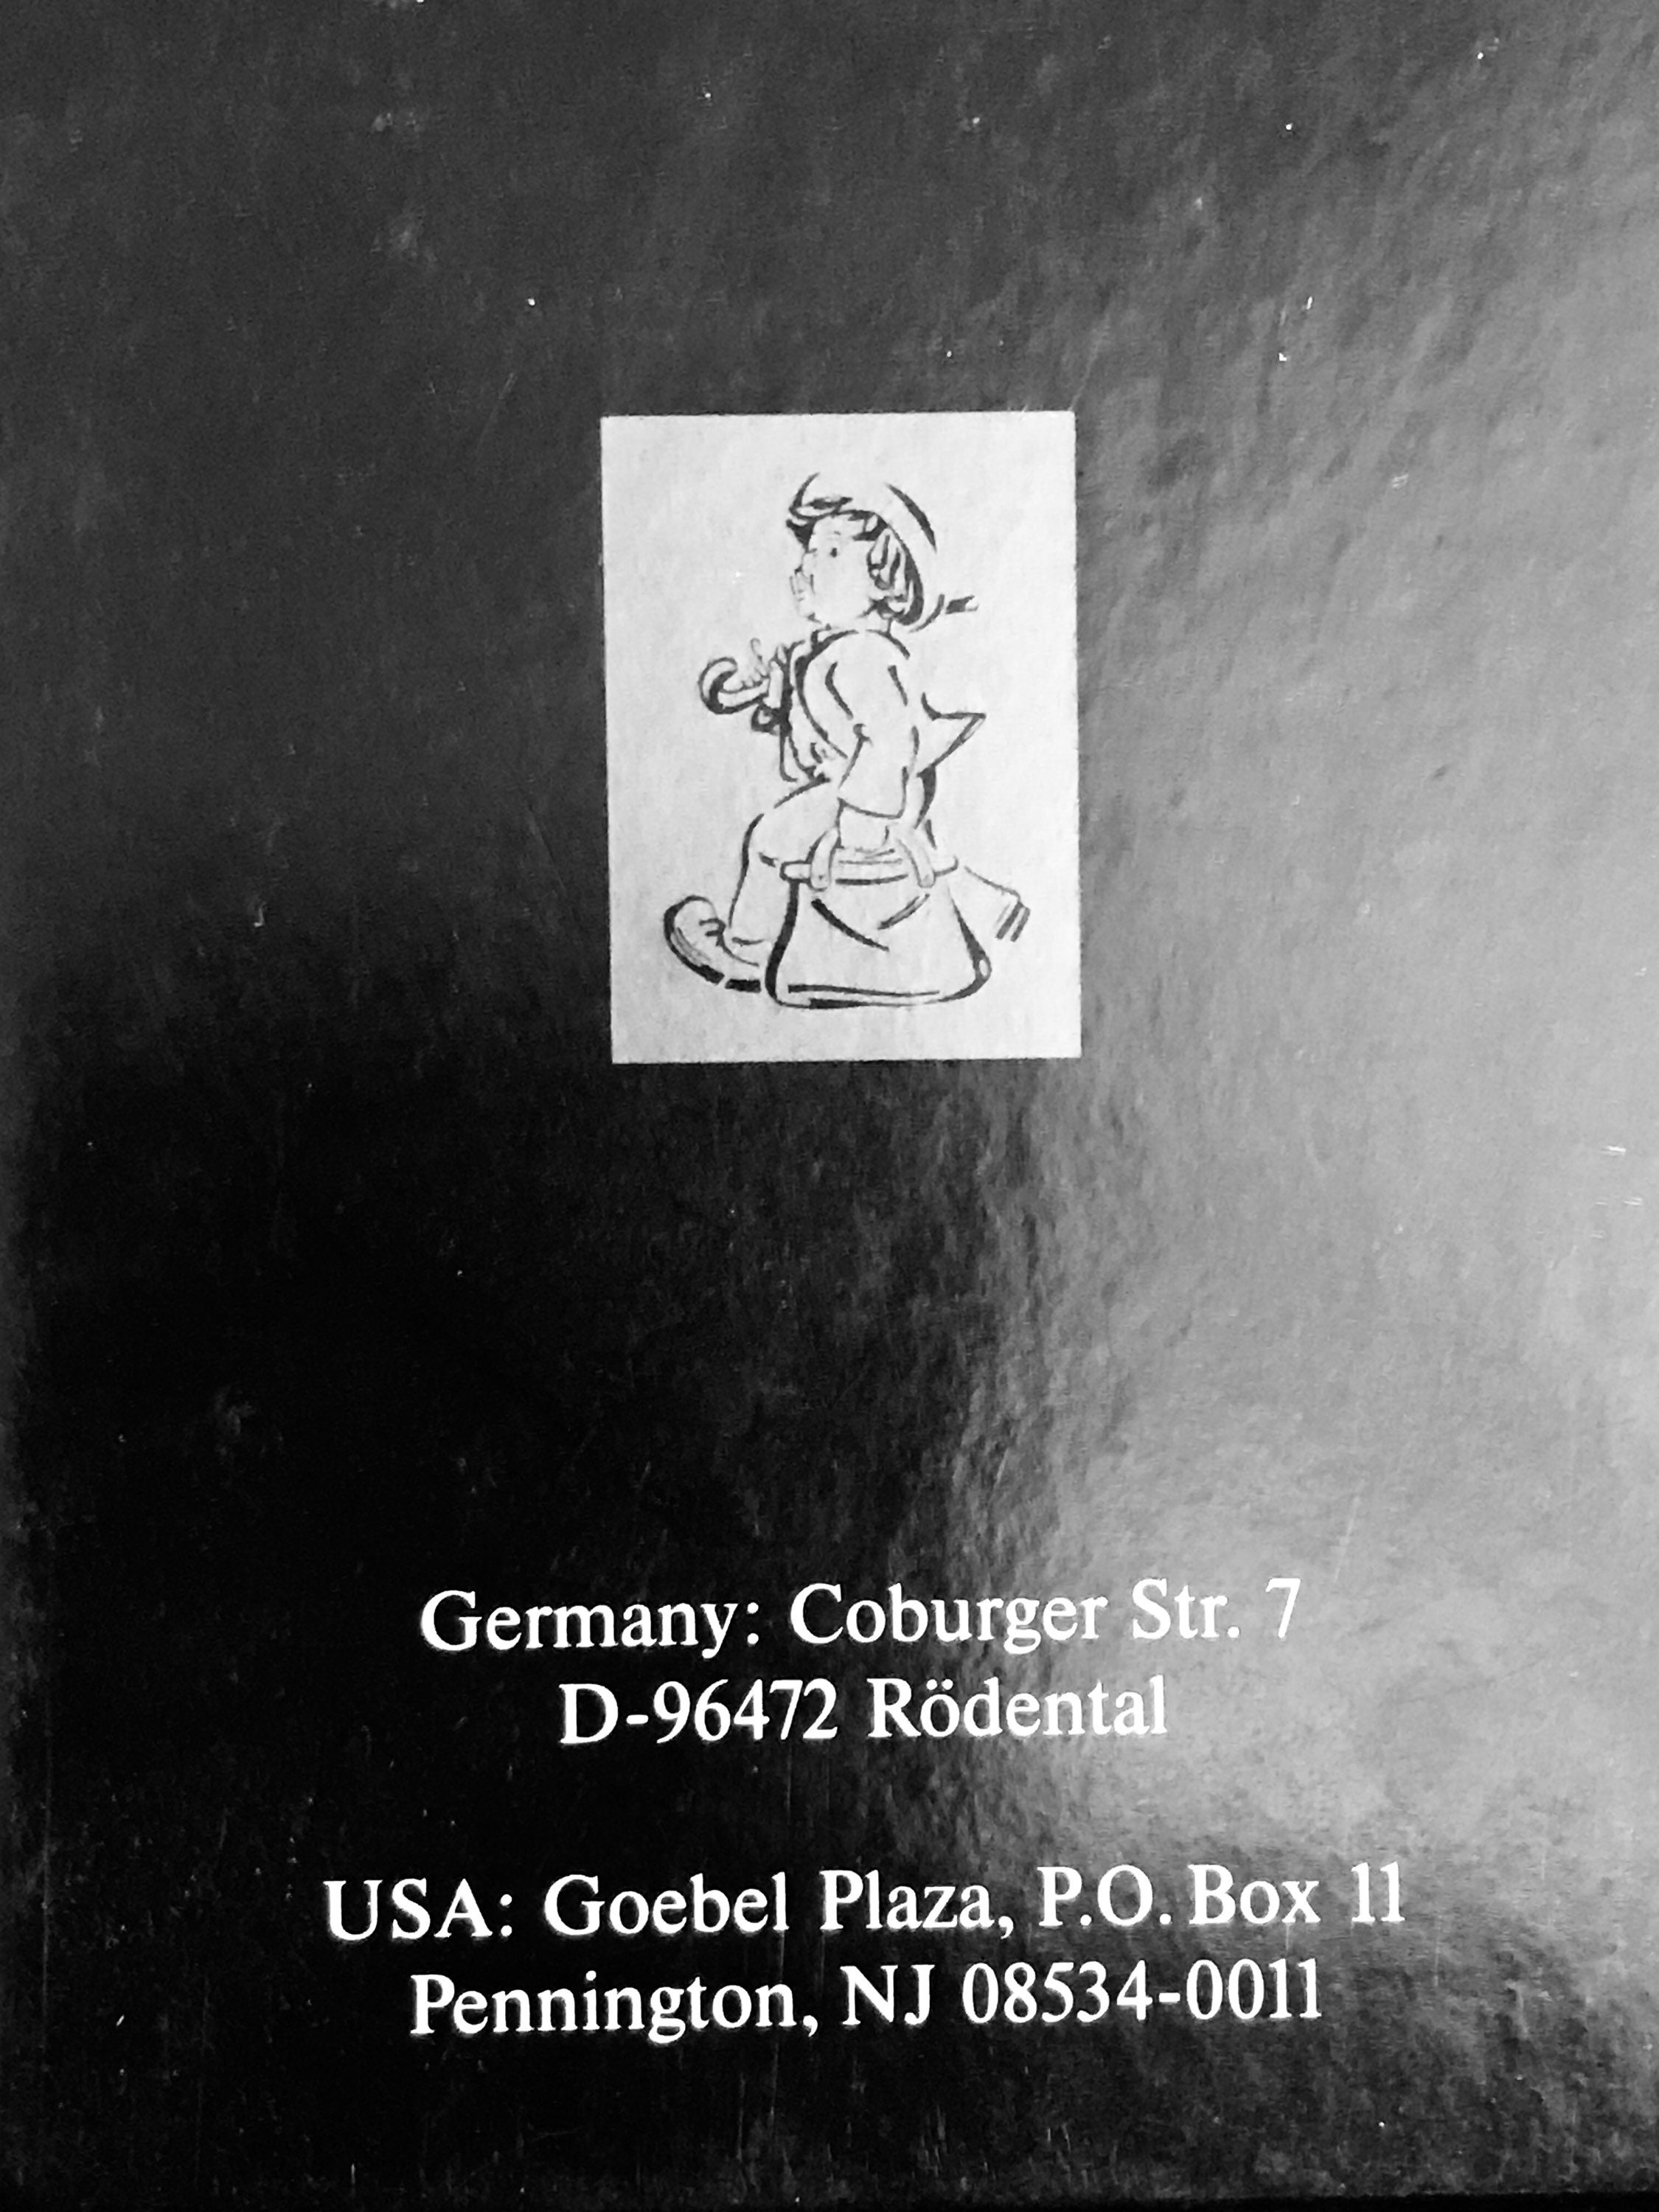 Germany: Coburger Str. 7
D-96472 Rödental
USA: Goebel Plaza, P.O. Box 11
Pennington, NJ 08534-0011